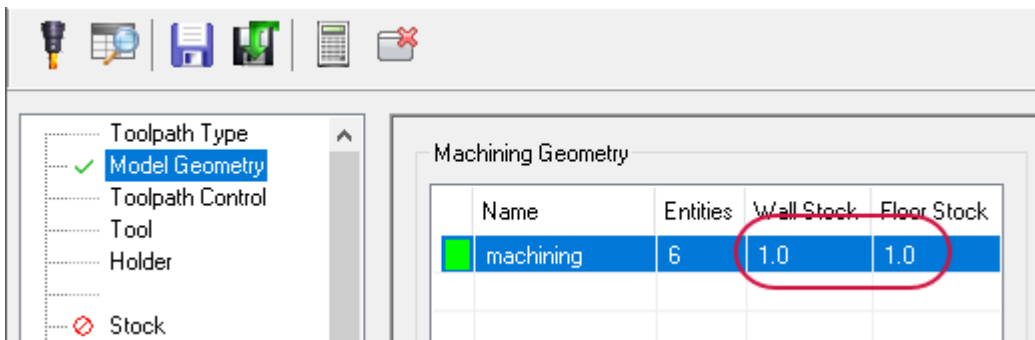 Toolpath Type
Model Geometry
Toolpath Control
Tool
Holder
Stock
Machining Geometry
Name Entities Wall Stock Floor Stock
machining 6 1.0 1.0